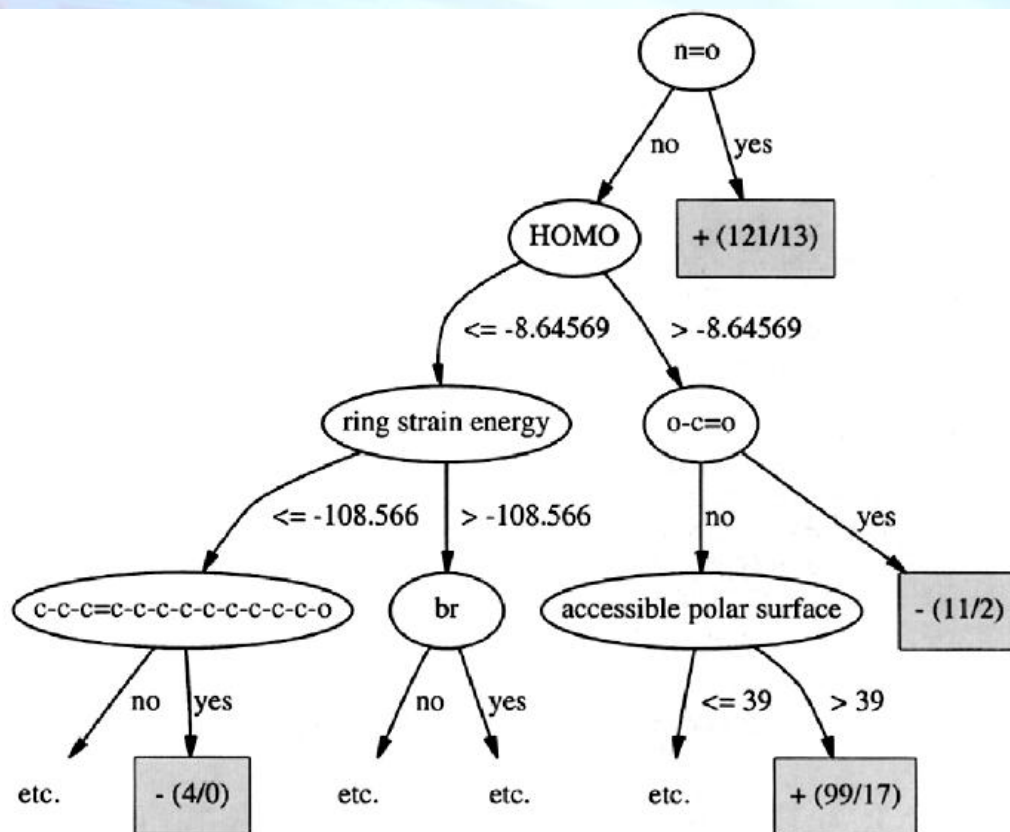 n=o
no
yes
HOMO
+ (121/13)
<= -8.64569
> -8.64569
ring strain energy
o-c=o
<= -108.566
> -108.566
no
yes
c-c-c=c-c-c-c-c-c-c-c-c-o
br
accessible polar surface
- (11/2)
no
yes
no
yes
<= 39
> 39
etc.
- (4/0)
etc.
etc.
etc.
+ (99/17)